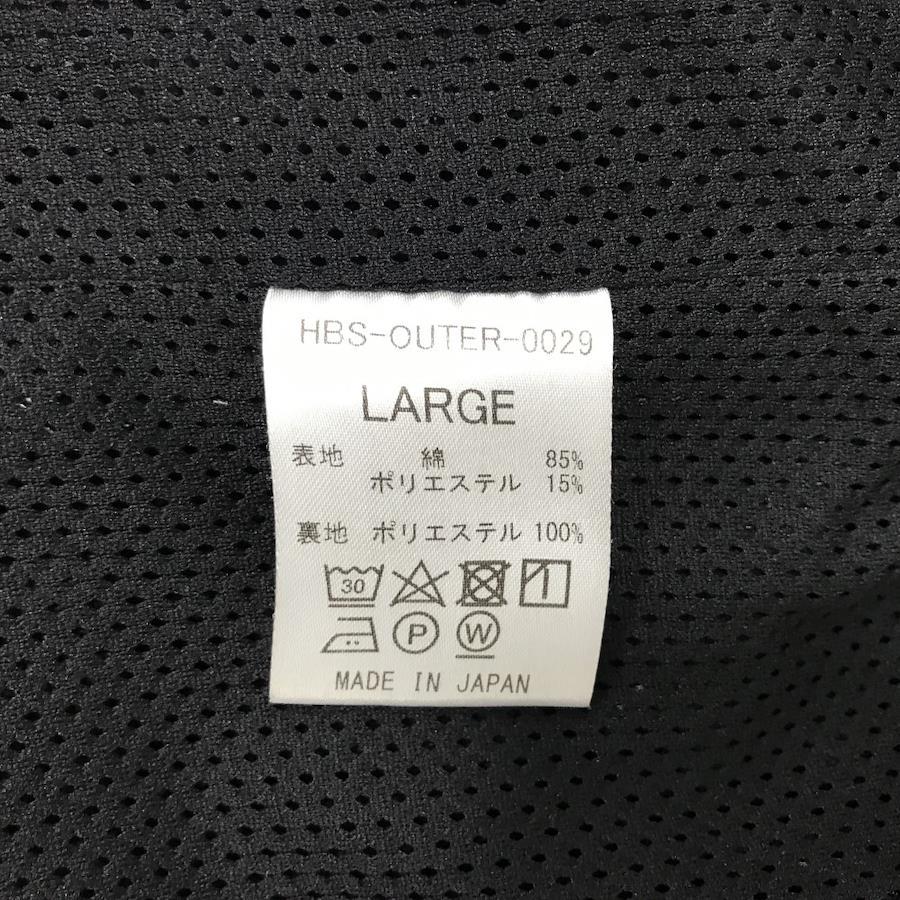 HBS-OUTER-0029
LARGE
表地 綿 85%
ポリエステル 15%
裏地 ポリエステル 100%
30
P W
MADE IN JAPAN